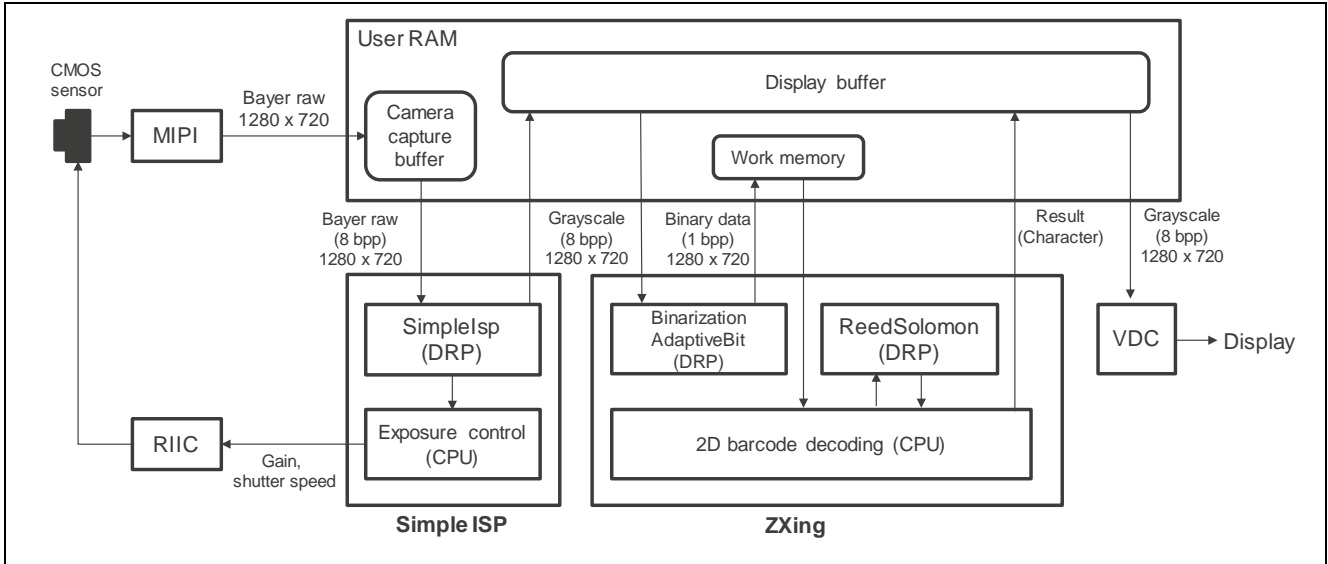 User RAM
CMOS
sensor
MIPI
Bayer raw
1280 x 720
Camera
capture
buffer
Display buffer
Work memory
Bayer raw
(8 bpp)
1280 x 720
Grayscale
(8 bpp)
1280 x 720
Binary data
(1 bpp)
1280 x 720
Result
(Character)
Grayscale
(8 bpp)
1280 x 720
SimpleIsp
(DRP)
Binarization
AdaptiveBit
(DRP)
ReedSolomon
(DRP)
VDC
Display
RIIC
Gain,
shutter speed
Exposure control
(CPU)
2D barcode decoding (CPU)
Simple ISP
ZXing